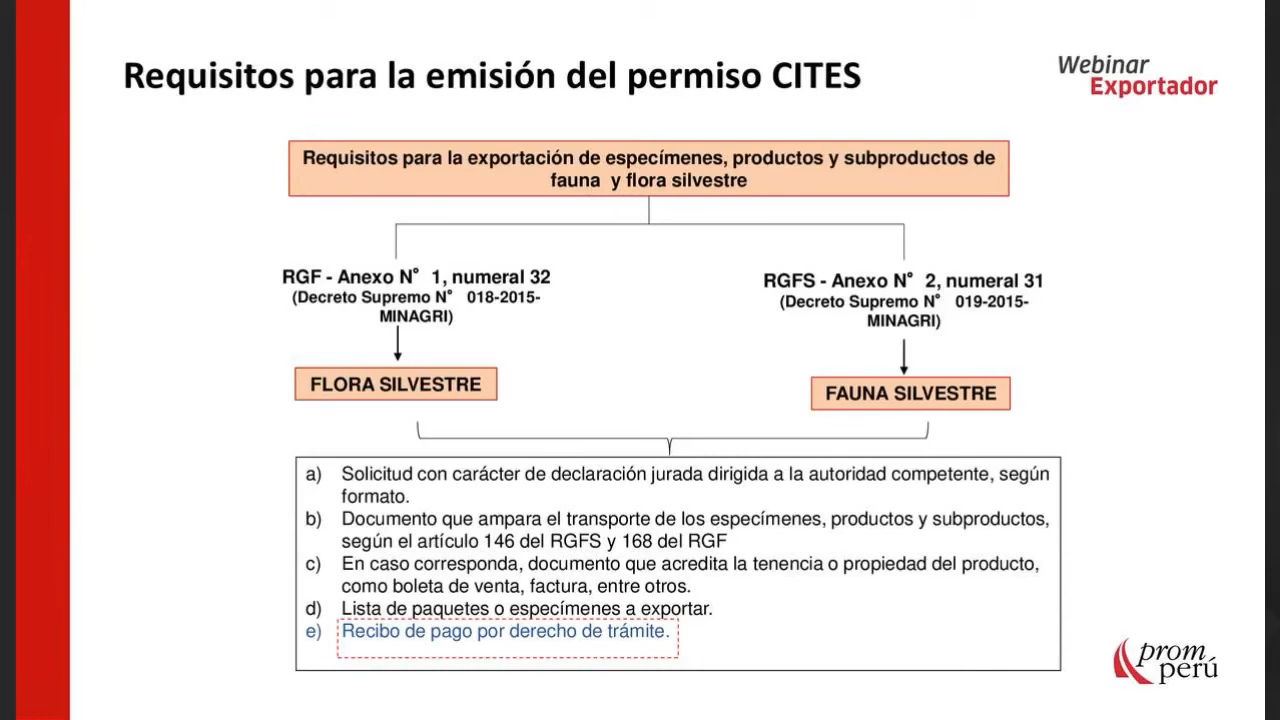 Requisitos para la emisión del permiso CITES
Webinar
Exportador
Requisitos para la exportación de especímenes, productos y subproductos de
fauna y flora silvestre
RGF - Anexo N° 1, numeral 32
(Decreto Supremo N° 018-2015-
MINAGRI)
RGFS - Anexo N° 2, numeral 31
(Decreto Supremo N° 019-2015-
MINAGRI)
FLORA SILVESTRE
FAUNA SILVESTRE
a) Solicitud con carácter de declaración jurada dirigida a la autoridad competente, según
formato.
b) Documento que ampara el transporte de los especímenes, productos y subproductos,
según el artículo 146 del RGFS y 168 del RGF
c) En caso corresponda, documento que acredita la tenencia o propiedad del producto,
como boleta de venta, factura, entre otros.
d) Lista de paquetes o especímenes a exportar.
e) Recibo de pago por derecho de trámite.
prom
perú